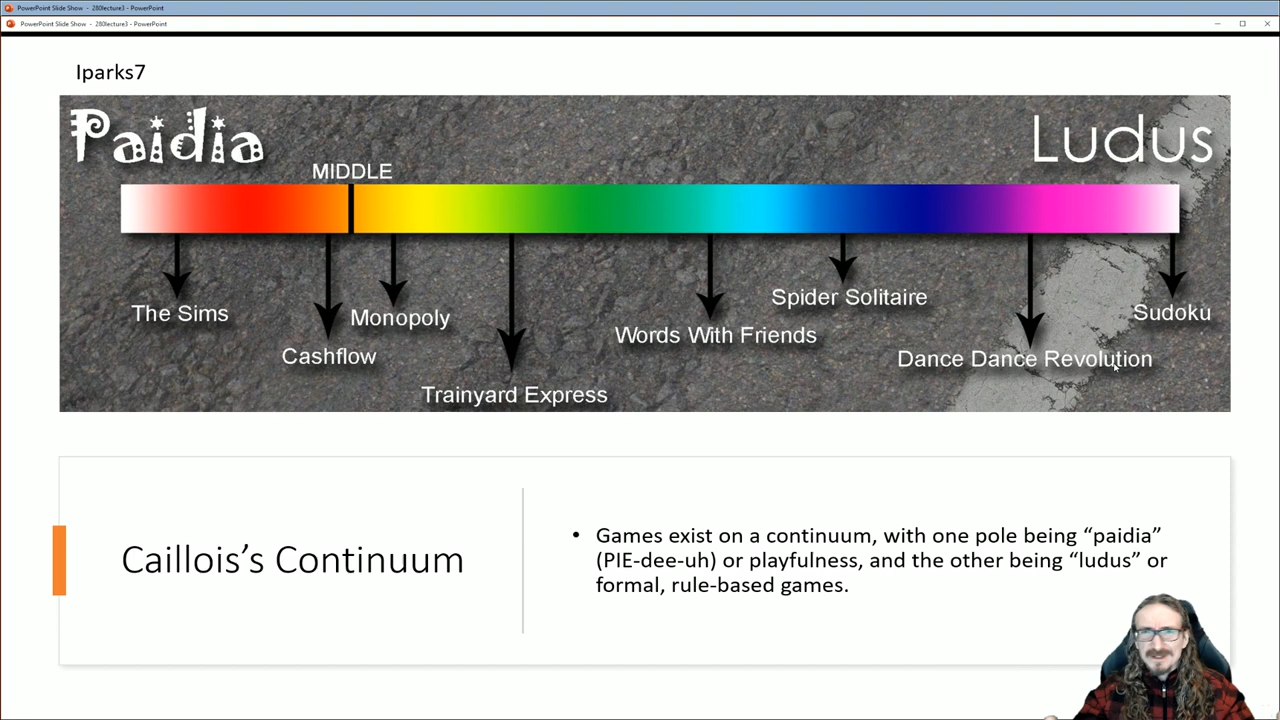 PowerPoint Slide Show - 280lecture3 - PowerPoint
PowerPoint Slide Show - 280lecture3 - PowerPoint
Iparks7
Paidia
Ludus
MIDDLE
The Sims
Cashflow
Monopoly
Trainyard Express
Words With Friends
Spider Solitaire
Dance Dance Revolution
Sudoku
Caillois’s Continuum
• Games exist on a continuum, with one pole being “paidia”
(PIE-dee-uh) or playfulness, and the other being “ludus” or
formal, rule-based games.